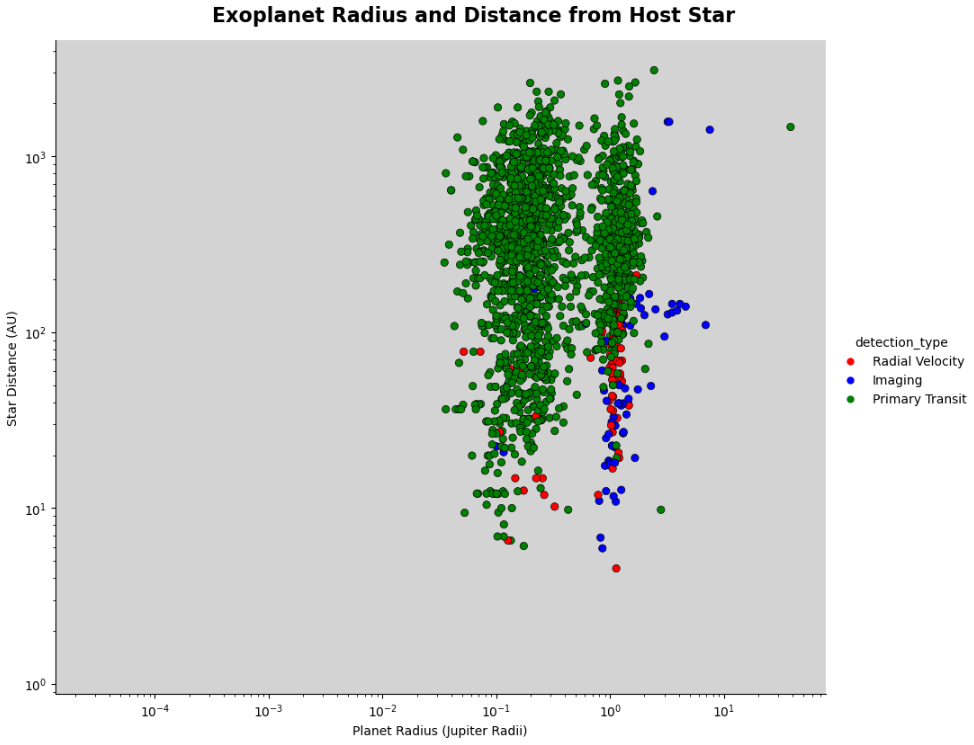 Exoplanet Radius and Distance from Host Star
Star Distance (AU)
10³
10²
10¹
10⁰
10⁻⁴ 10⁻³ 10⁻² 10⁻¹ 10⁰ 10¹
Planet Radius (Jupiter Radii)
detection_type
Radial Velocity
Imaging
Primary Transit